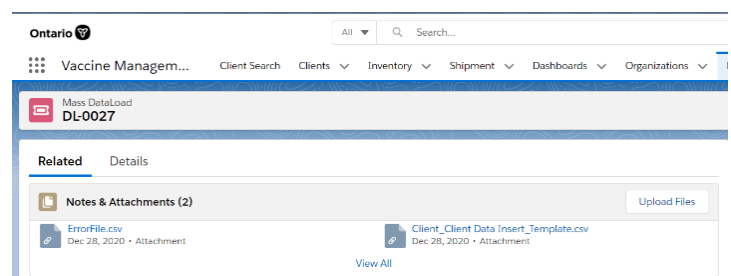 Ontario
All Search...
Vaccine Managem... Client Search Clients Inventory Shipment Dashboards Organizations
Mass DataLoad
DL-0027
Related Details
Notes & Attachments (2) Upload Files
ErrorFile.csv Client_Client Data Insert_Template.csv
Dec 28, 2020 • Attachment Dec 28, 2020 • Attachment
View All